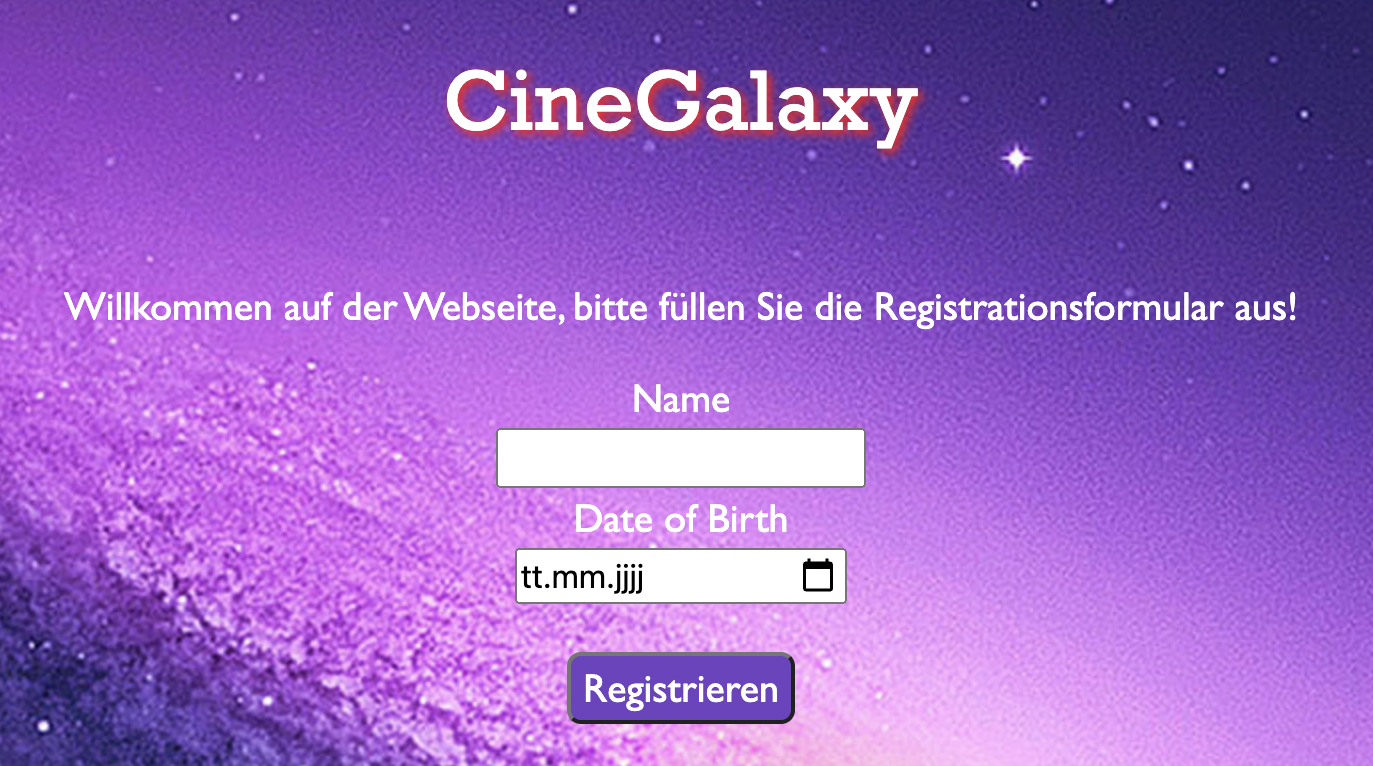 CineGalaxy
Willkommen auf der Webseite, bitte füllen Sie die Registrationsformular aus!
Name
Date of Birth
tt.mm.jjjj
Registrieren